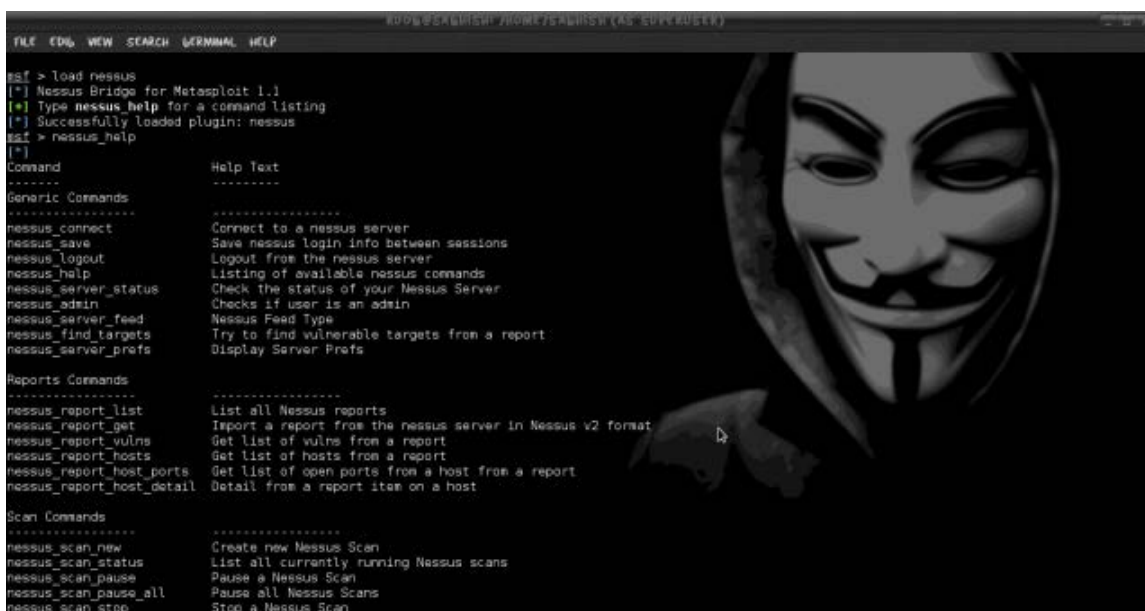 ROOT@SATHISH: /HOME/SATHISH (AS SUPERUSER)
FILE EDIT VIEW SEARCH TERMINAL HELP
msf > load nessus
[*] Nessus Bridge for Metasploit 1.1
[+] Type nessus_help for a command listing
[*] Successfully loaded plugin: nessus
msf > nessus_help
[*]
Command Help Text
------- ---------
Generic Commands
----------------- -----------------
nessus_connect Connect to a nessus server
nessus_save Save nessus login info between sessions
nessus_logout Logout from the nessus server
nessus_help Listing of available nessus commands
nessus_server_status Check the status of your Nessus Server
nessus_admin Checks if user is an admin
nessus_server_feed Nessus Feed Type
nessus_find_targets Try to find vulnerable targets from a report
nessus_server_prefs Display Server Prefs
Reports Commands
----------------- -----------------
nessus_report_list List all Nessus reports
nessus_report_get Import a report from the nessus server in Nessus v2 format
nessus_report_vulns Get list of vulns from a report
nessus_report_hosts Get list of hosts from a report
nessus_report_host_ports Get list of open ports from a host from a report
nessus_report_host_detail Detail from a report item on a host
Scan Commands
----------------- -----------------
nessus_scan_new Create new Nessus Scan
nessus_scan_status List all currently running Nessus scans
nessus_scan_pause Pause a Nessus Scan
nessus_scan_pause_all Pause all Nessus Scans
nessus_scan_stop Stop a Nessus Scan